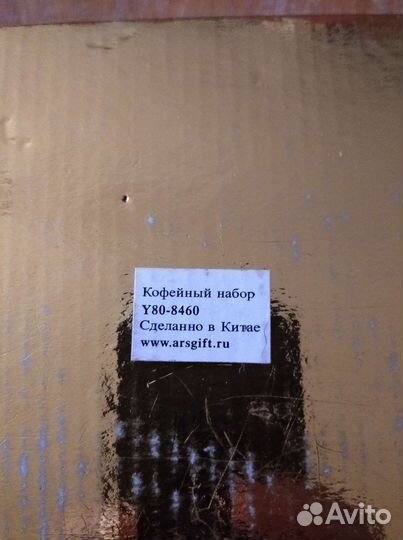 Кофейный набор
Y80-8460
Сделанно в Китае
www.arsgift.ru
Avito